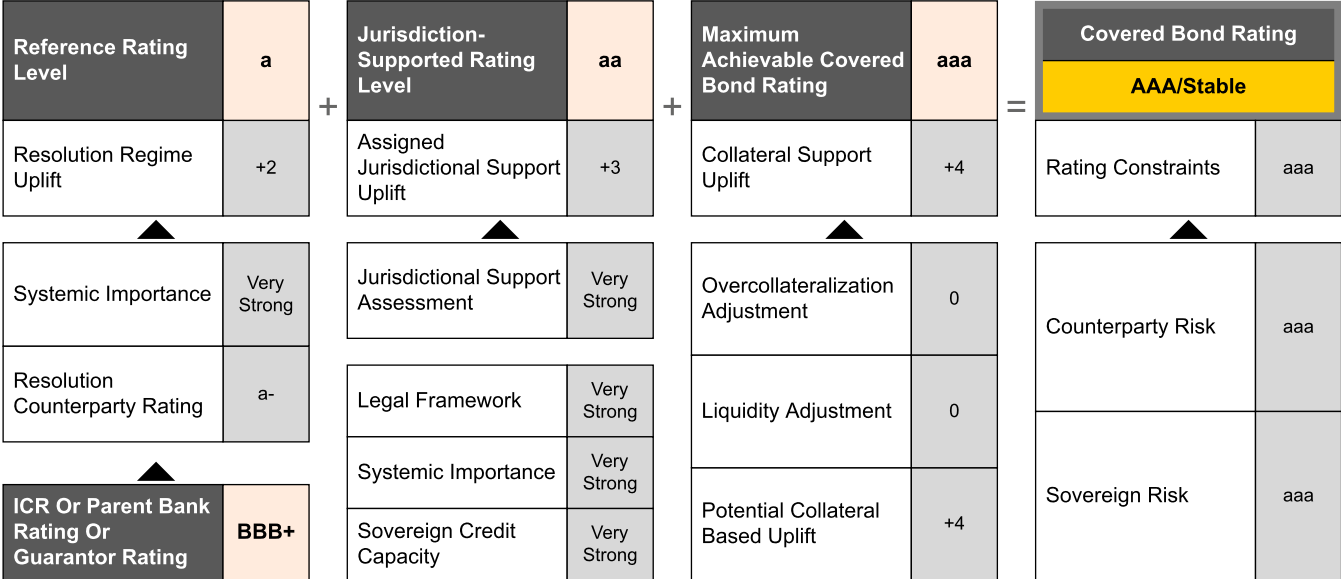 Reference Rating
Level
a
Resolution Regime
Uplift
+2
Systemic Importance
Very
Strong
Resolution
Counterparty Rating
a-
ICR Or Parent Bank
Rating Or
Guarantor Rating
BBB+
+
Jurisdiction-
Supported Rating
Level
aa
Assigned
Jurisdictional Support
Uplift
+3
Jurisdictional Support
Assessment
Very
Strong
Legal Framework
Very
Strong
Systemic Importance
Very
Strong
Sovereign Credit
Capacity
Very
Strong
+
Maximum
Achievable Covered
Bond Rating
aaa
Collateral Support
Uplift
+4
Overcollateralization
Adjustment
0
Liquidity Adjustment
0
Potential Collateral
Based Uplift
+4
=
Covered Bond Rating
AAA/Stable
Rating Constraints
aaa
Counterparty Risk
aaa
Sovereign Risk
aaa